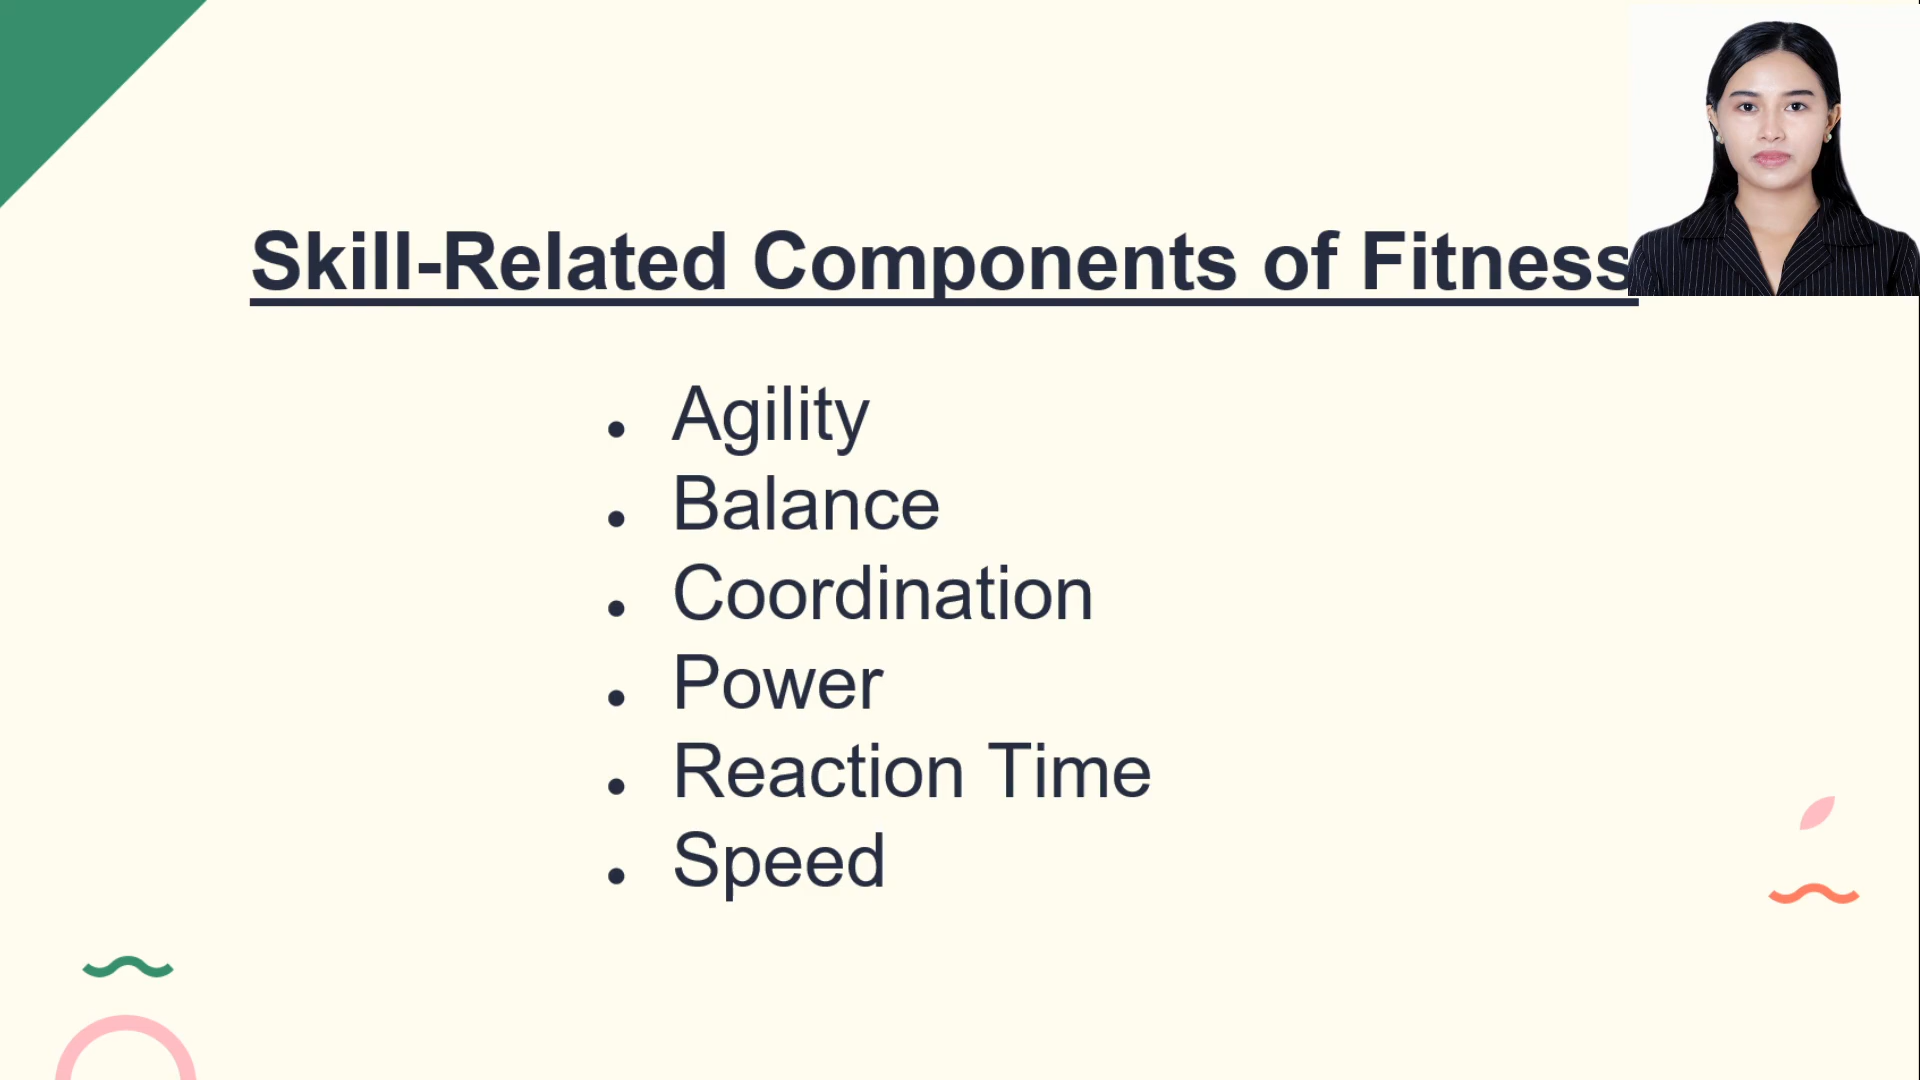 Skill-Related Components of Fitness
• Agility
• Balance
• Coordination
• Power
• Reaction Time
• Speed